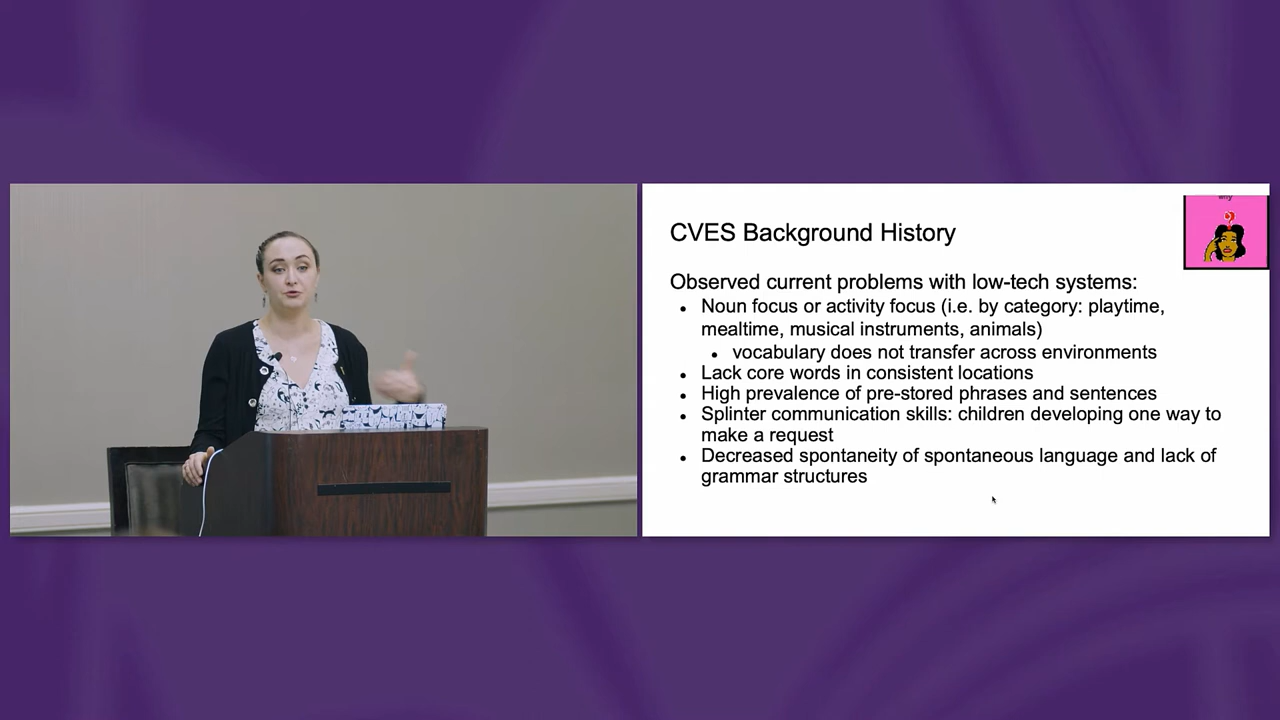 CVES Background History
Observed current problems with low-tech systems:
Noun focus or activity focus (i.e. by category: playtime,
mealtime, musical instruments, animals)
vocabulary does not transfer across environments
Lack core words in consistent locations
High prevalence of pre-stored phrases and sentences
Splinter communication skills: children developing one way to
make a request
Decreased spontaneity of spontaneous language and lack of
grammar structures